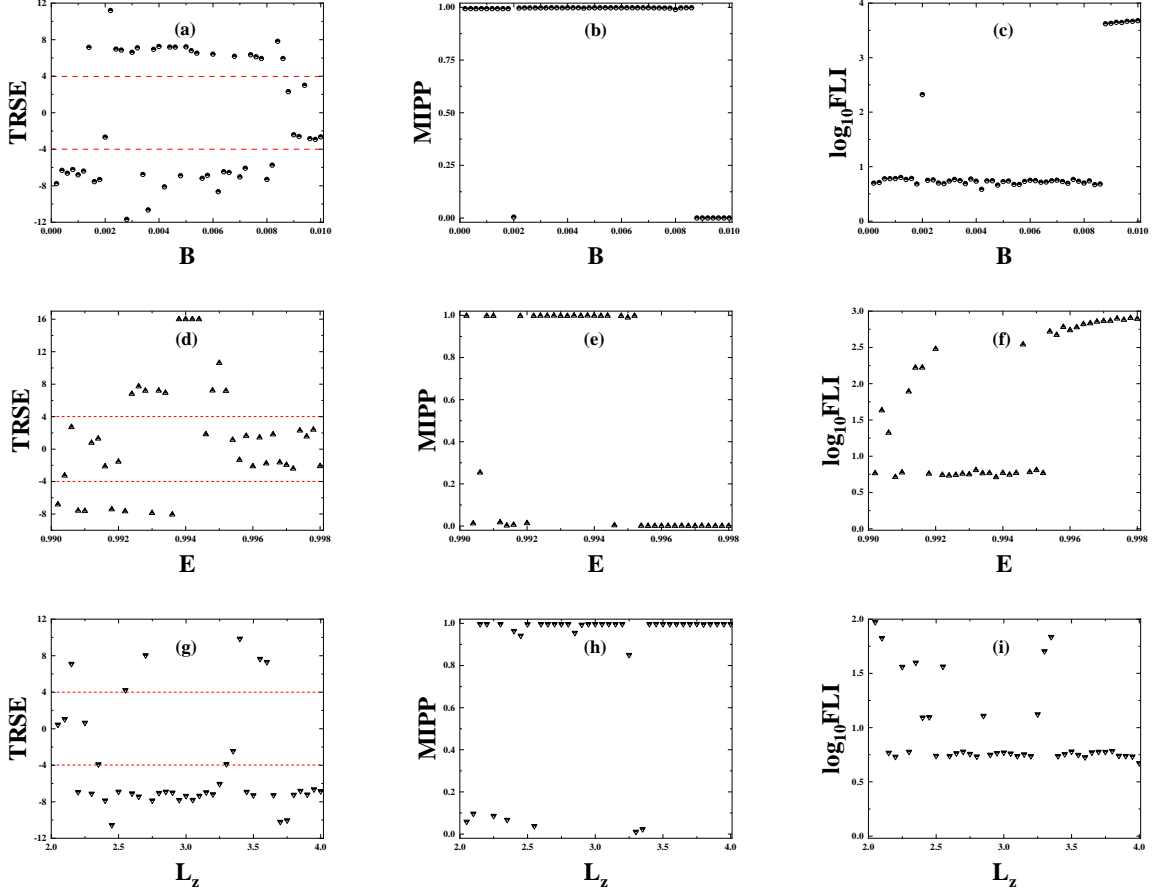 (a)
TRSE
12
8
4
0
-4
-8
-12
0.000 0.002 0.004 0.006 0.008 0.010
B
(b)
MIPP
1.00
0.75
0.50
0.25
0.00
0.000 0.002 0.004 0.006 0.008 0.010
B
(c)
log10FLI
4
3
2
1
0
0.000 0.002 0.004 0.006 0.008 0.010
B
(d)
TRSE
16
12
8
4
0
-4
-8
0.990 0.992 0.994 0.996 0.998
E
(e)
MIPP
1.0
0.8
0.6
0.4
0.2
0.0
0.990 0.992 0.994 0.996 0.998
E
(f)
log10FLI
3.0
2.5
2.0
1.5
1.0
0.5
0.0
0.990 0.992 0.994 0.996 0.998
E
(g)
TRSE
12
8
4
0
-4
-8
-12
2.0 2.5 3.0 3.5 4.0
Lz
(h)
MIPP
1.0
0.8
0.6
0.4
0.2
0.0
2.0 2.5 3.0 3.5 4.0
Lz
(i)
log10FLI
2.0
1.5
1.0
0.5
0.0
2.0 2.5 3.0 3.5 4.0
Lz